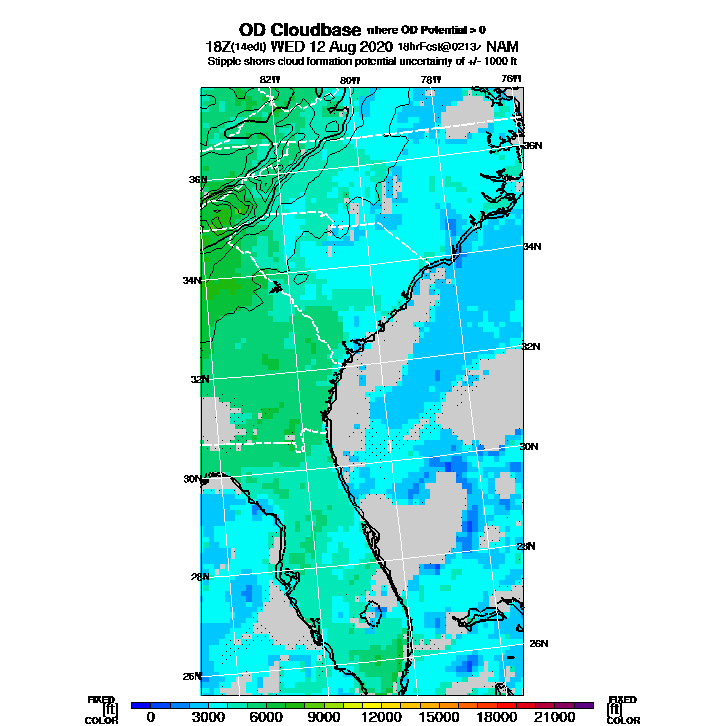 OD Cloudbase where OD Potential > 0
18Z(14edt) WED 12 Aug 2020 18hrFcst@0213z NAM
Stipple shows cloud formation potential uncertainty of +/- 1000 ft
82W 80W 78W 76W
36N 36N
34N 34N
32N 32N
30N 30N
28N 28N
26N 26N
FIXED FIXED
[ft] [ft]
COLOR 0 3000 6000 9000 12000 15000 18000 21000 COLOR